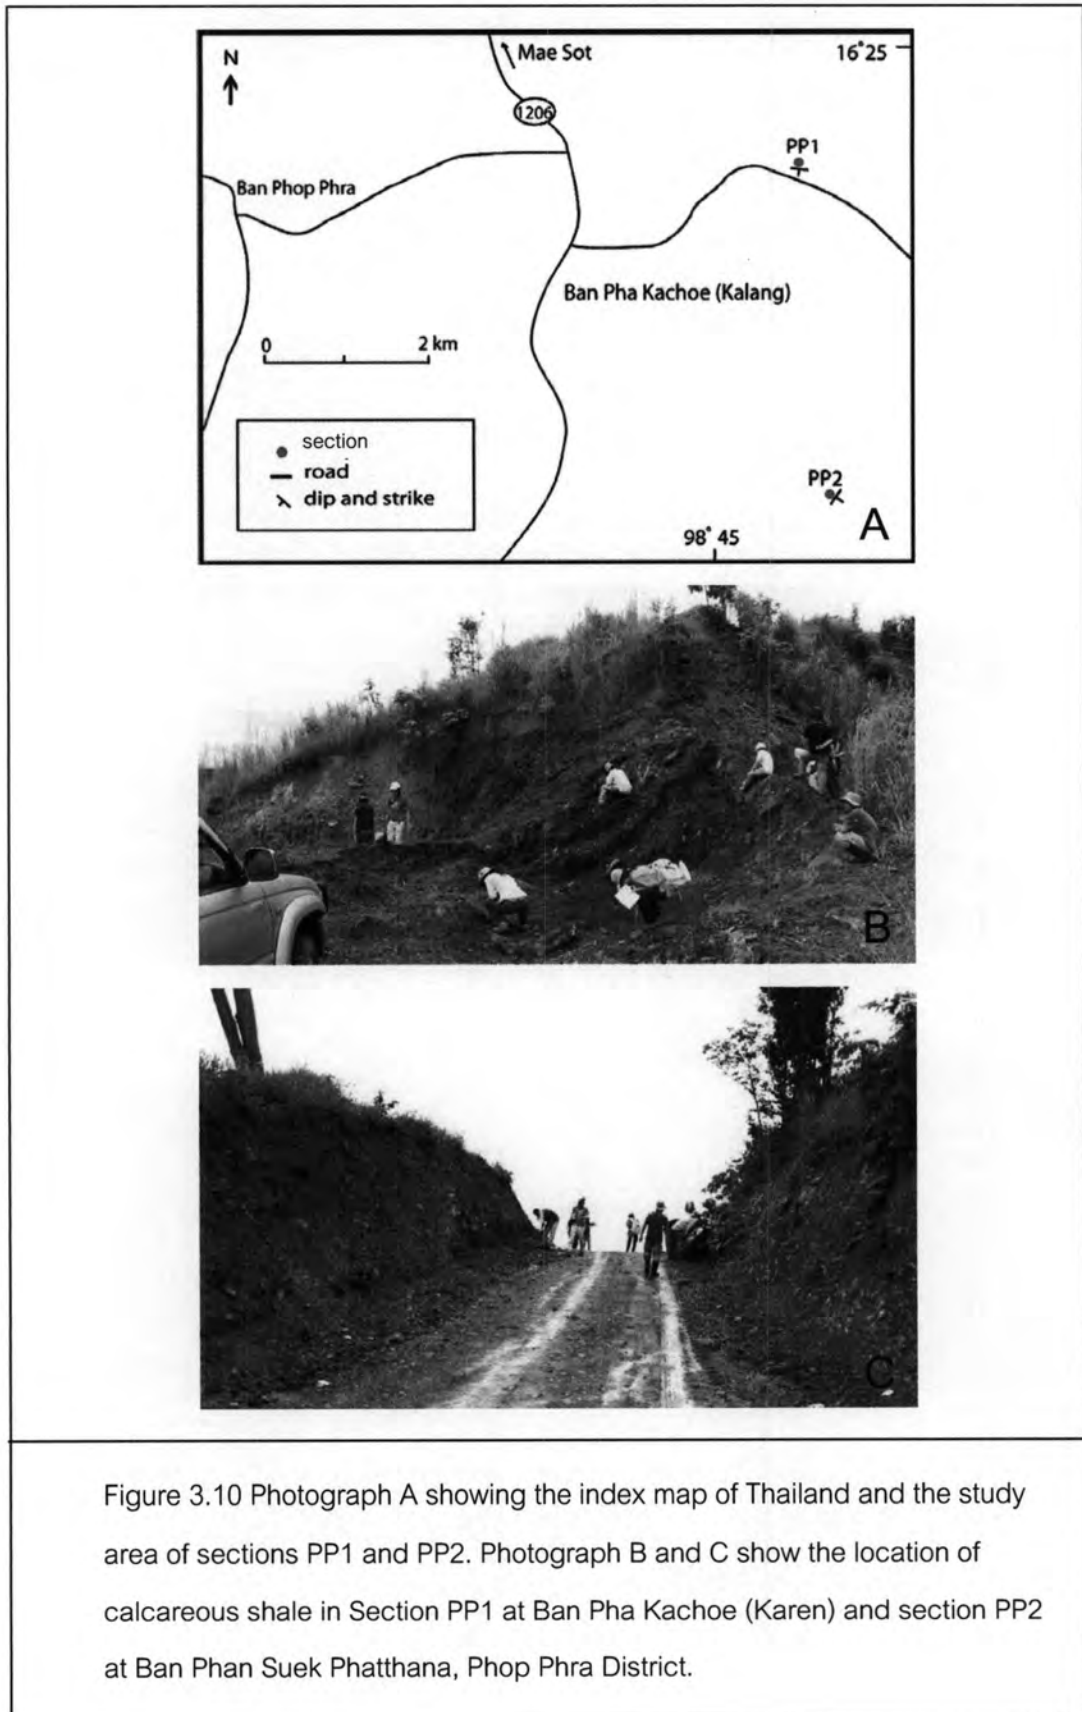 N
Mae Sot
16°25
1206
PP1
Ban Phop Phra
Ban Pha Kachoe (Kalang)
0 2 km
section
road
dip and strike
PP2
A
98° 45
B
C
Figure 3.10 Photograph A showing the index map of Thailand and the study
area of sections PP1 and PP2. Photograph B and C show the location of
calcareous shale in Section PP1 at Ban Pha Kachoe (Karen) and section PP2
at Ban Phan Suek Phatthana, Phop Phra District.